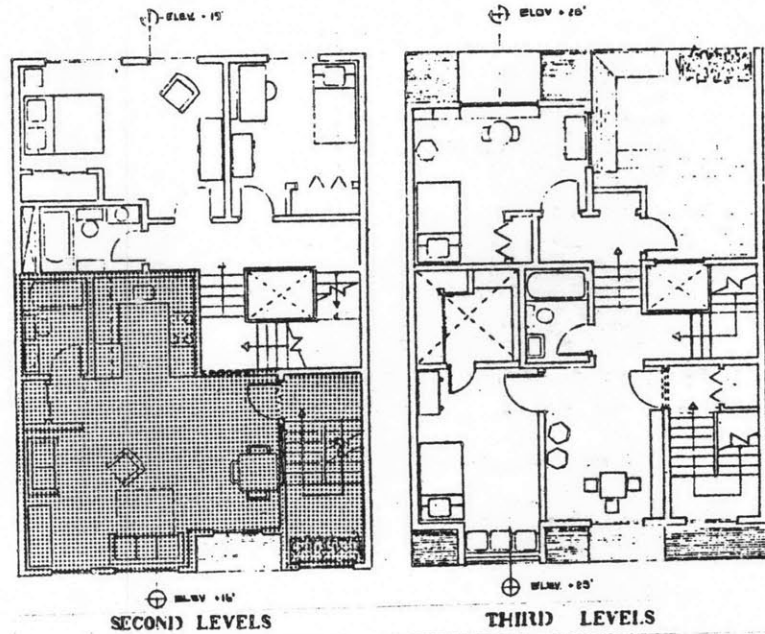 ELEV. +15'
ELEV. +25'
ELEV. +15'
ELEV. +25'
SECOND LEVELS
THIRD LEVELS